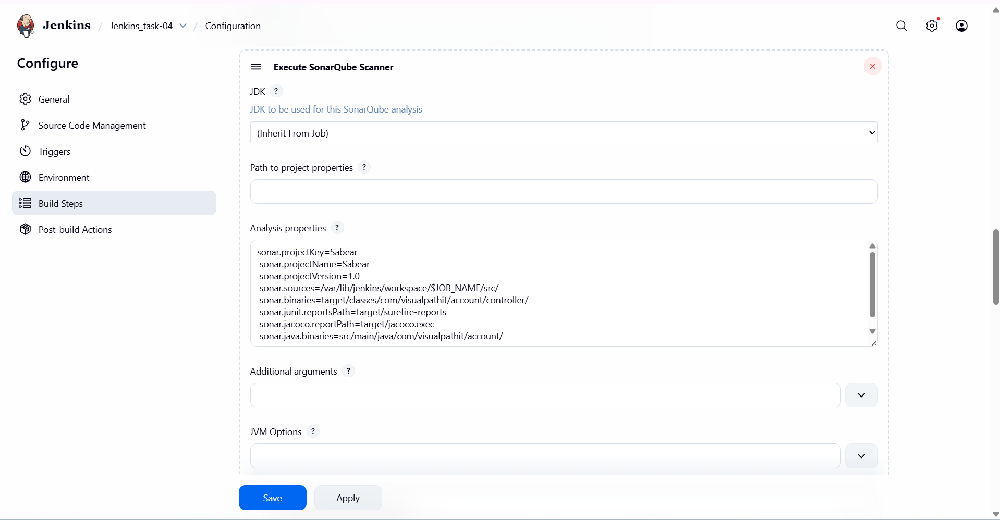 Jenkins / Jenkins_task-04 / Configuration
Configure
General
Source Code Management
Triggers
Environment
Build Steps
Post-build Actions
Execute SonarQube Scanner
JDK ?
JDK to be used for this SonarQube analysis
(Inherit From Job)
Path to project properties ?
Analysis properties ?
sonar.projectKey=Sabear
sonar.projectName=Sabear
sonar.projectVersion=1.0
sonar.sources=/var/lib/jenkins/workspace/$JOB_NAME/src/
sonar.binaries=target/classes/com/visualpathit/account/controller/
sonar.junit.reportsPath=target/surefire-reports
sonar.jacoco.reportPath=target/jacoco.exec
sonar.java.binaries=src/main/java/com/visualpathit/account/
Additional arguments ?
JVM Options ?
Save
Apply